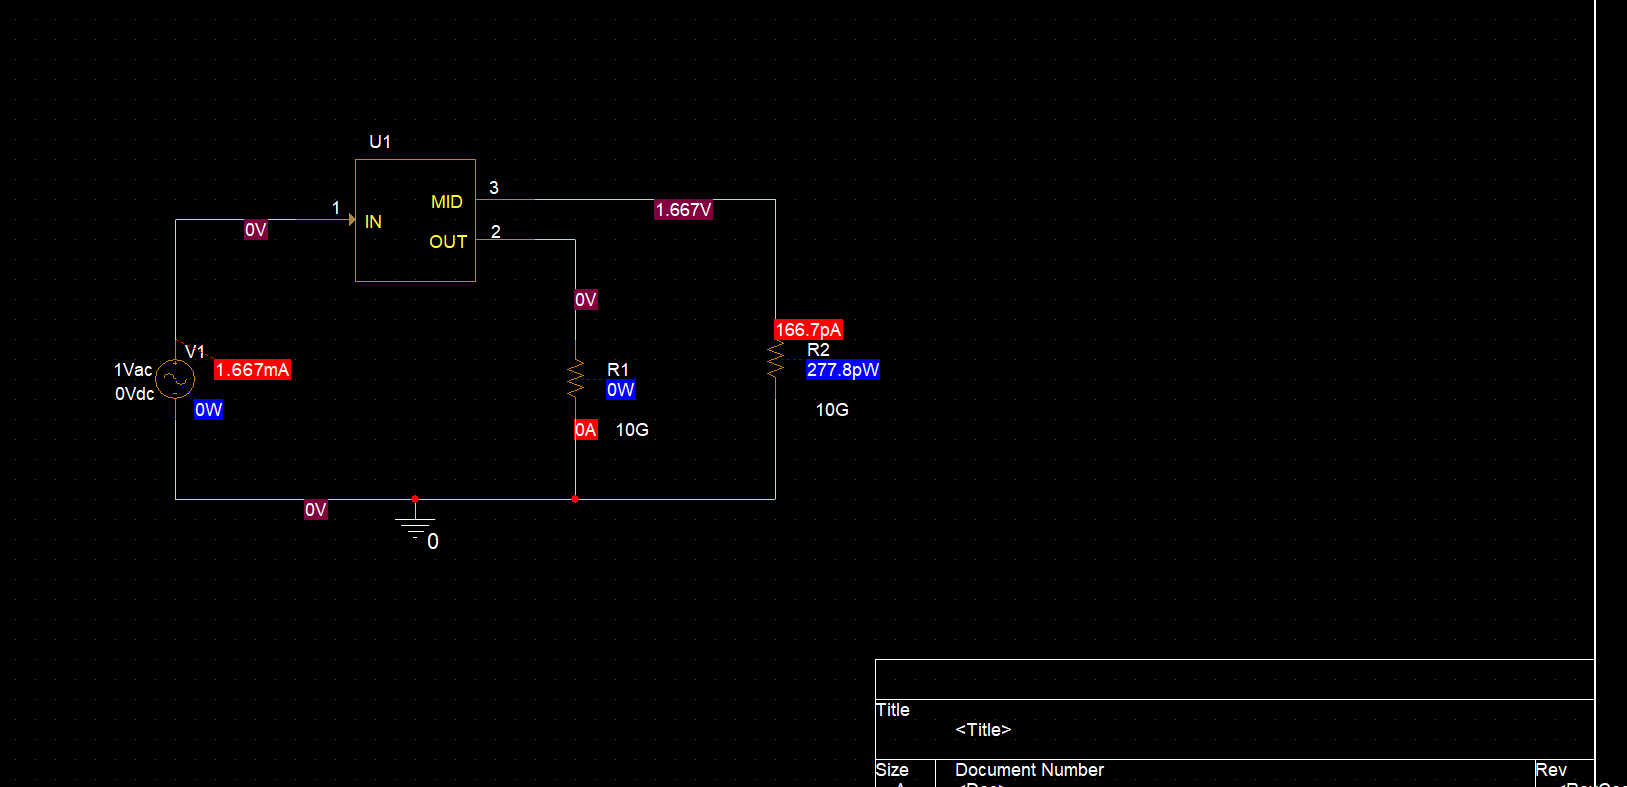 U1
3
MID
1.667V
1
IN
0V
OUT
2
0V
166.7pA
V1
R2
1Vac
1.667mA
R1
277.8pW
0Vdc
0W
0W
10G
0A
10G
0V
0
Title
<Title>
Size
Document Number
Rev